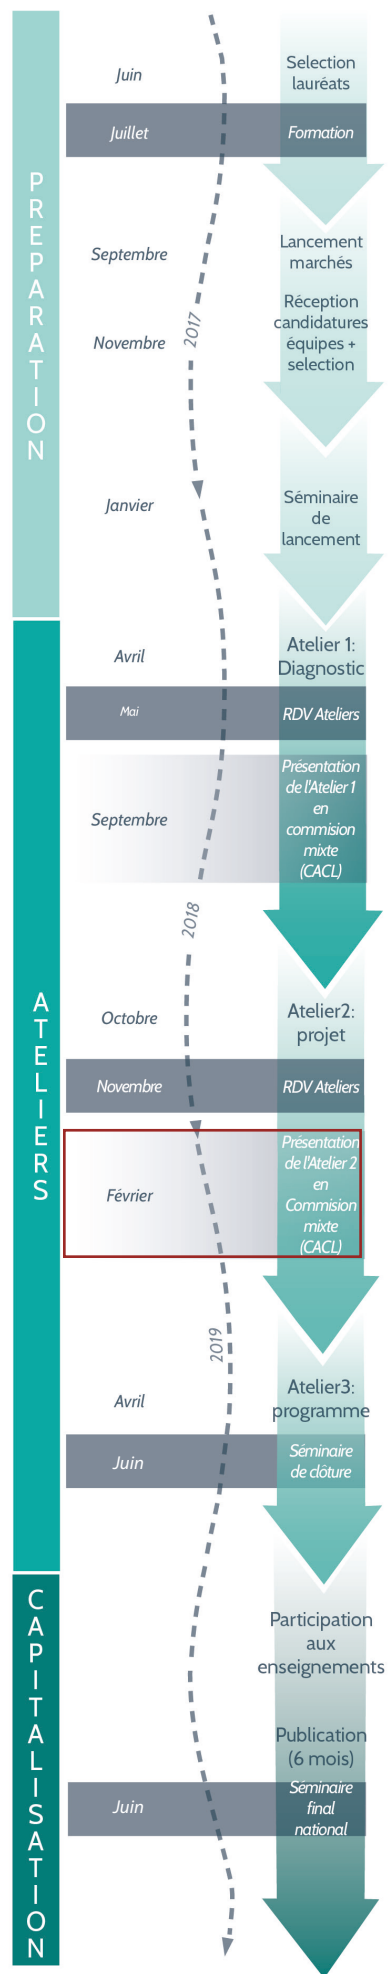 PREPARATION
Juin
Selection
lauréats
Juillet
Formation
Septembre
Lancement
marchés
2017
Novembre
Réception
candidatures
équipes +
selection
Janvier
Séminaire
de
lancement
ATELIERS
Avril
Atelier 1:
Diagnostic
Mai
RDV Ateliers
Septembre
Présentation
de l'Atelier 1
en
commision
mixte
(CACL)
2018
Octobre
Atelier2:
projet
Novembre
RDV Ateliers
Février
Présentation
de l'Atelier 2
en
Commision
mixte
(CACL)
2019
Avril
Atelier3:
programme
Juin
Séminaire
de clôture
CAPITALISATION
Participation
aux
enseignements
Publication
(6 mois)
Juin
Séminaire
final
national